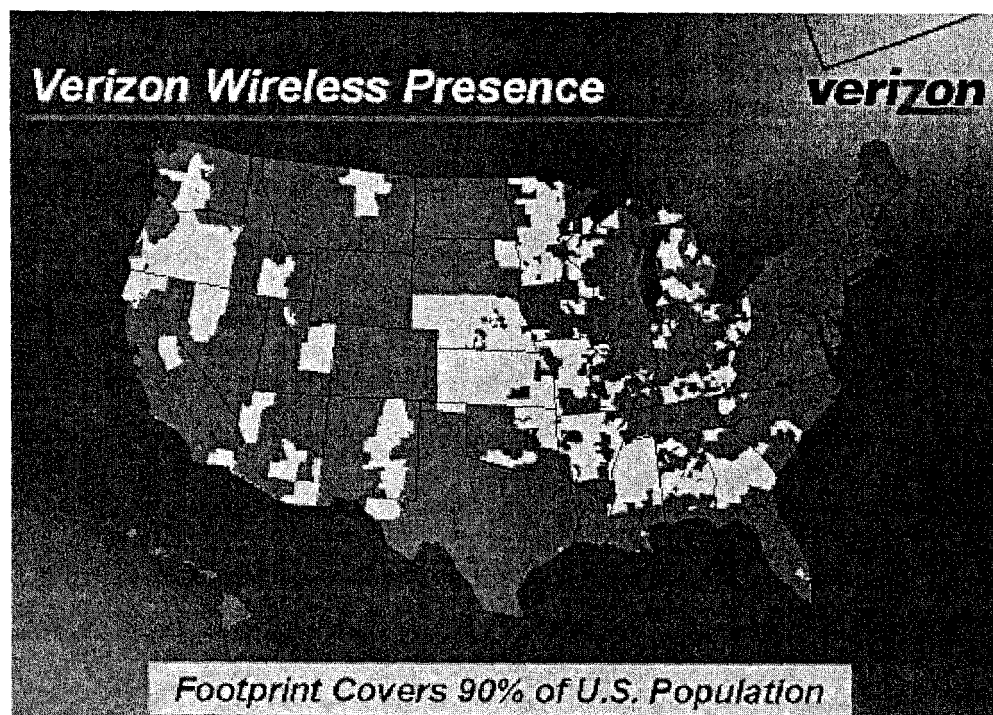 Verizon Wireless Presence
verizon
Footprint Covers 90% of U.S. Population